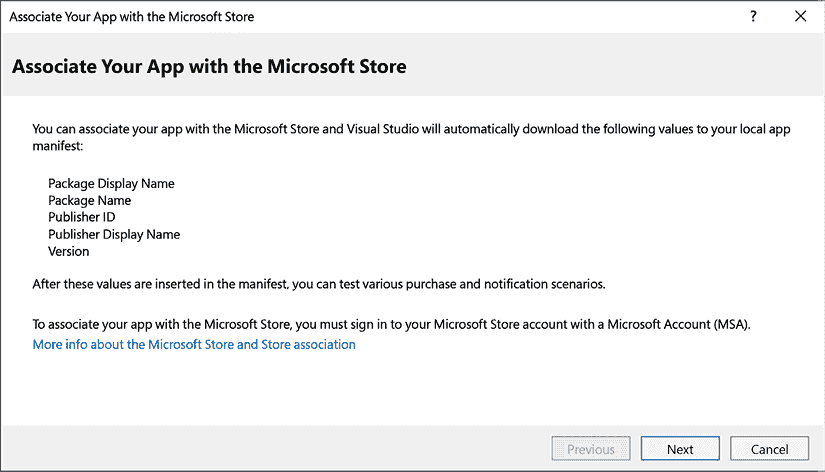 Associate Your App with the Microsoft Store
?
Associate Your App with the Microsoft Store
You can associate your app with the Microsoft Store and Visual Studio will automatically download the following values to your local app
manifest:
Package Display Name
Package Name
Publisher ID
Publisher Display Name
Version
After these values are inserted in the manifest, you can test various purchase and notification scenarios.
To associate your app with the Microsoft Store, you must sign in to your Microsoft Store account with a Microsoft Account (MSA).
More info about the Microsoft Store and Store association
Previous
Next
Cancel